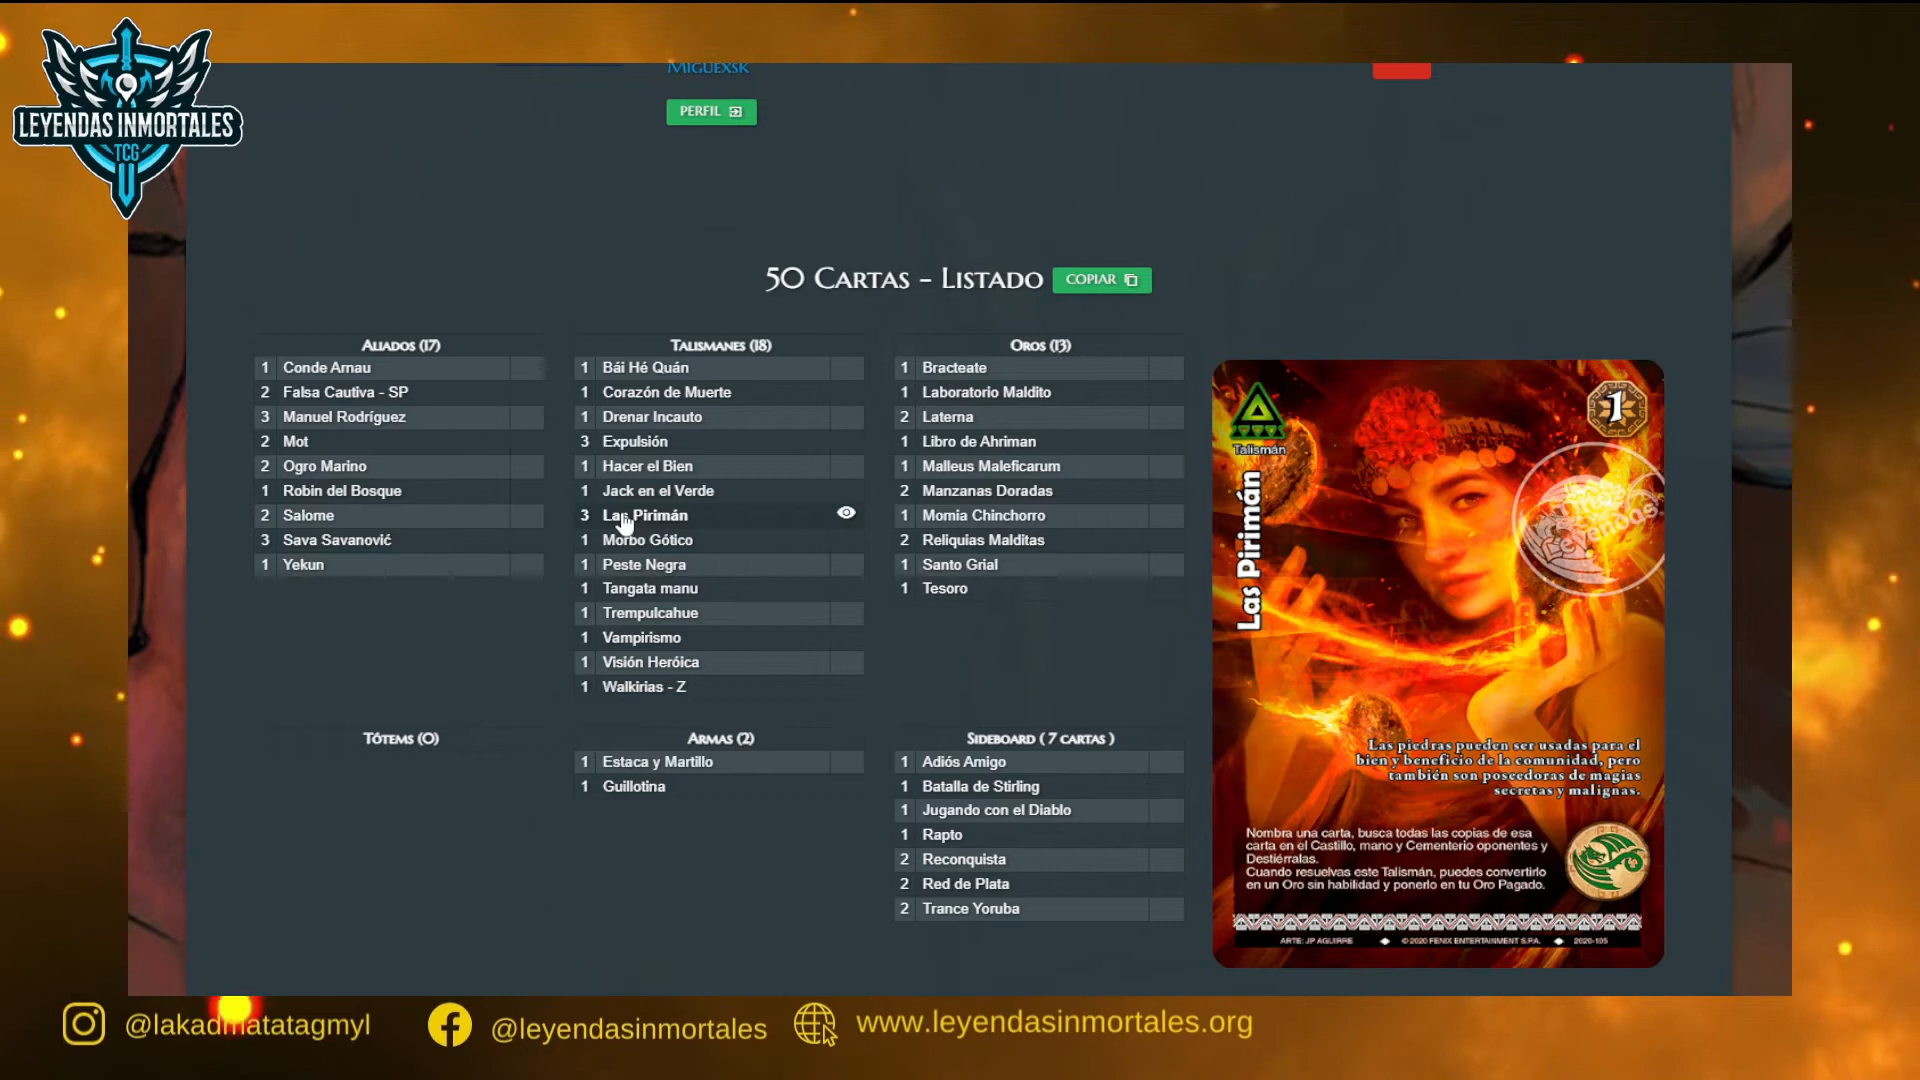 LEYENDAS INMORTALES
TCG
MIGUEXSK
PERFIL
50 CARTAS - LISTADO
COPIAR
ALIADOS (17)
1 Conde Arnau
2 Falsa Cautiva - SP
3 Manuel Rodríguez
2 Mot
2 Ogro Marino
1 Robin del Bosque
2 Salome
3 Sava Savanović
1 Yekun
TALISMANES (18)
1 Bái Hé Quán
1 Corazón de Muerte
1 Drenar Incauto
3 Expulsión
1 Hacer el Bien
1 Jack en el Verde
3 Las Pirimán
1 Morbo Gótico
1 Peste Negra
1 Tangata manu
1 Trempulcahue
1 Vampirismo
1 Visión Heróica
1 Walkirias - Z
OROS (13)
1 Bracteate
1 Laboratorio Maldito
2 Laterna
1 Libro de Ahriman
1 Malleus Maleficarum
2 Manzanas Doradas
1 Momia Chinchorro
2 Reliquias Malditas
1 Santo Grial
1 Tesoro
TÓTEMS (0)
ARMAS (2)
1 Estaca y Martillo
1 Guillotina
SIDEBOARD ( 7 CARTAS )
1 Adiós Amigo
1 Batalla de Stirling
1 Jugando con el Diablo
1 Rapto
2 Reconquista
2 Red de Plata
2 Trance Yoruba
1
Talismán
Las Pirimán
Las piedras pueden ser usadas para el
bien y beneficio de la comunidad, pero
también son poseedoras de magias
secretas y malignas.
Nombra una carta, busca todas las copias de esa
carta en el Castillo, mano y Cementerio oponentes y
Destiérralas.
Cuando resuelvas este Talismán, puedes convertirlo
en un Oro sin habilidad y ponerlo en tu Oro Pagado.
ARTE: JP AGUIRRE © 2020 FENIX ENTERTAINMENT S.P.A. 2020-105
@lakadmatatagmyl
@leyendasinmortales
www.leyendasinmortales.org